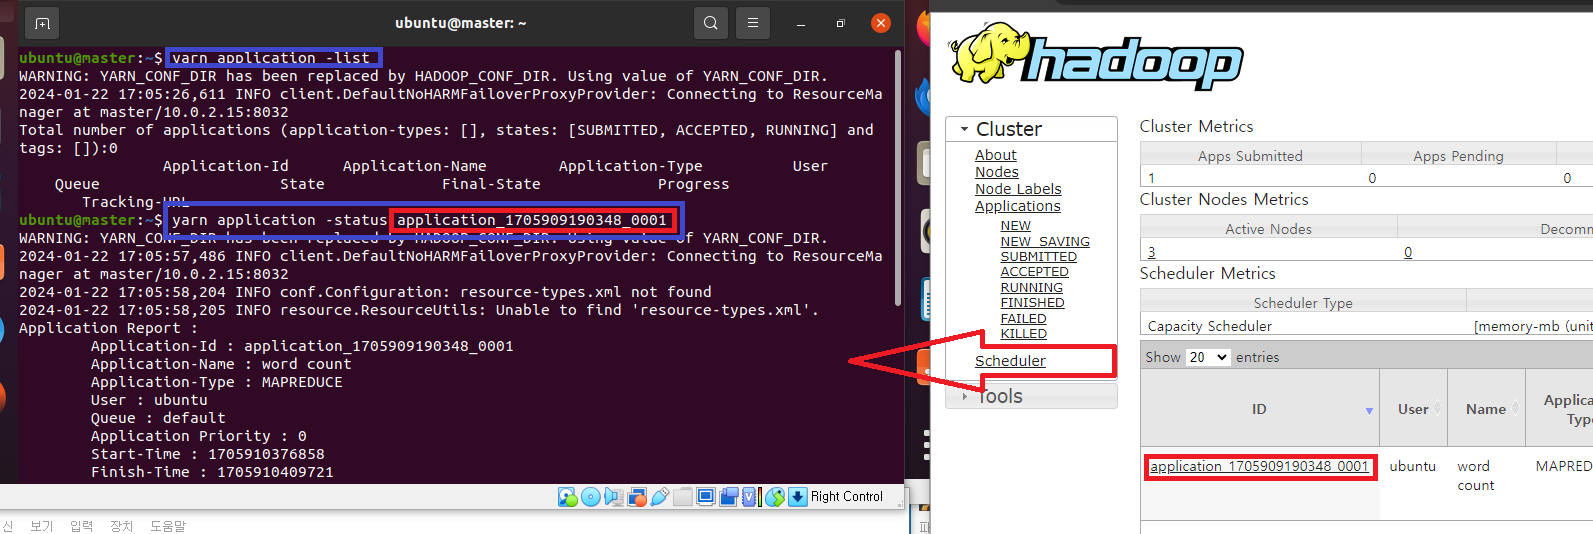 ubuntu@master: ~
ubuntu@master:~$ yarn application -list
WARNING: YARN_CONF_DIR has been replaced by HADOOP_CONF_DIR. Using value of YARN_CONF_DIR.
2024-01-22 17:05:26,611 INFO client.DefaultNoHARMFailoverProxyProvider: Connecting to ResourceMa
nager at master/10.0.2.15:8032
Total number of applications (application-types: [], states: [SUBMITTED, ACCEPTED, RUNNING] and
tags: []):0
Application-Id Application-Name Application-Type User
Queue State Final-State Progress
Tracking-URL
ubuntu@master:~$ yarn application -status application_1705909190348_0001
WARNING: YARN_CONF_DIR has been replaced by HADOOP_CONF_DIR. Using value of YARN_CONF_DIR.
2024-01-22 17:05:57,486 INFO client.DefaultNoHARMFailoverProxyProvider: Connecting to ResourceMa
nager at master/10.0.2.15:8032
2024-01-22 17:05:58,204 INFO conf.Configuration: resource-types.xml not found
2024-01-22 17:05:58,205 INFO resource.ResourceUtils: Unable to find 'resource-types.xml'.
Application Report :
Application-Id : application_1705909190348_0001
Application-Name : word count
Application-Type : MAPREDUCE
User : ubuntu
Queue : default
Application Priority : 0
Start-Time : 1705910376858
Finish-Time : 1705910409721
Right Control
신 보기 입력 장치 도움말
hadoop
Cluster
About
Nodes
Node Labels
Applications
NEW
NEW_SAVING
SUBMITTED
ACCEPTED
RUNNING
FINISHED
FAILED
KILLED
Scheduler
Tools
Cluster Metrics
Apps Submitted Apps Pending
1 0 0
Cluster Nodes Metrics
Active Nodes Decomm
3 0
Scheduler Metrics
Scheduler Type
Capacity Scheduler [memory-mb (unit
Show 20 entries
ID User Name Applica
Type
application_1705909190348_0001 ubuntu word count MAPRED